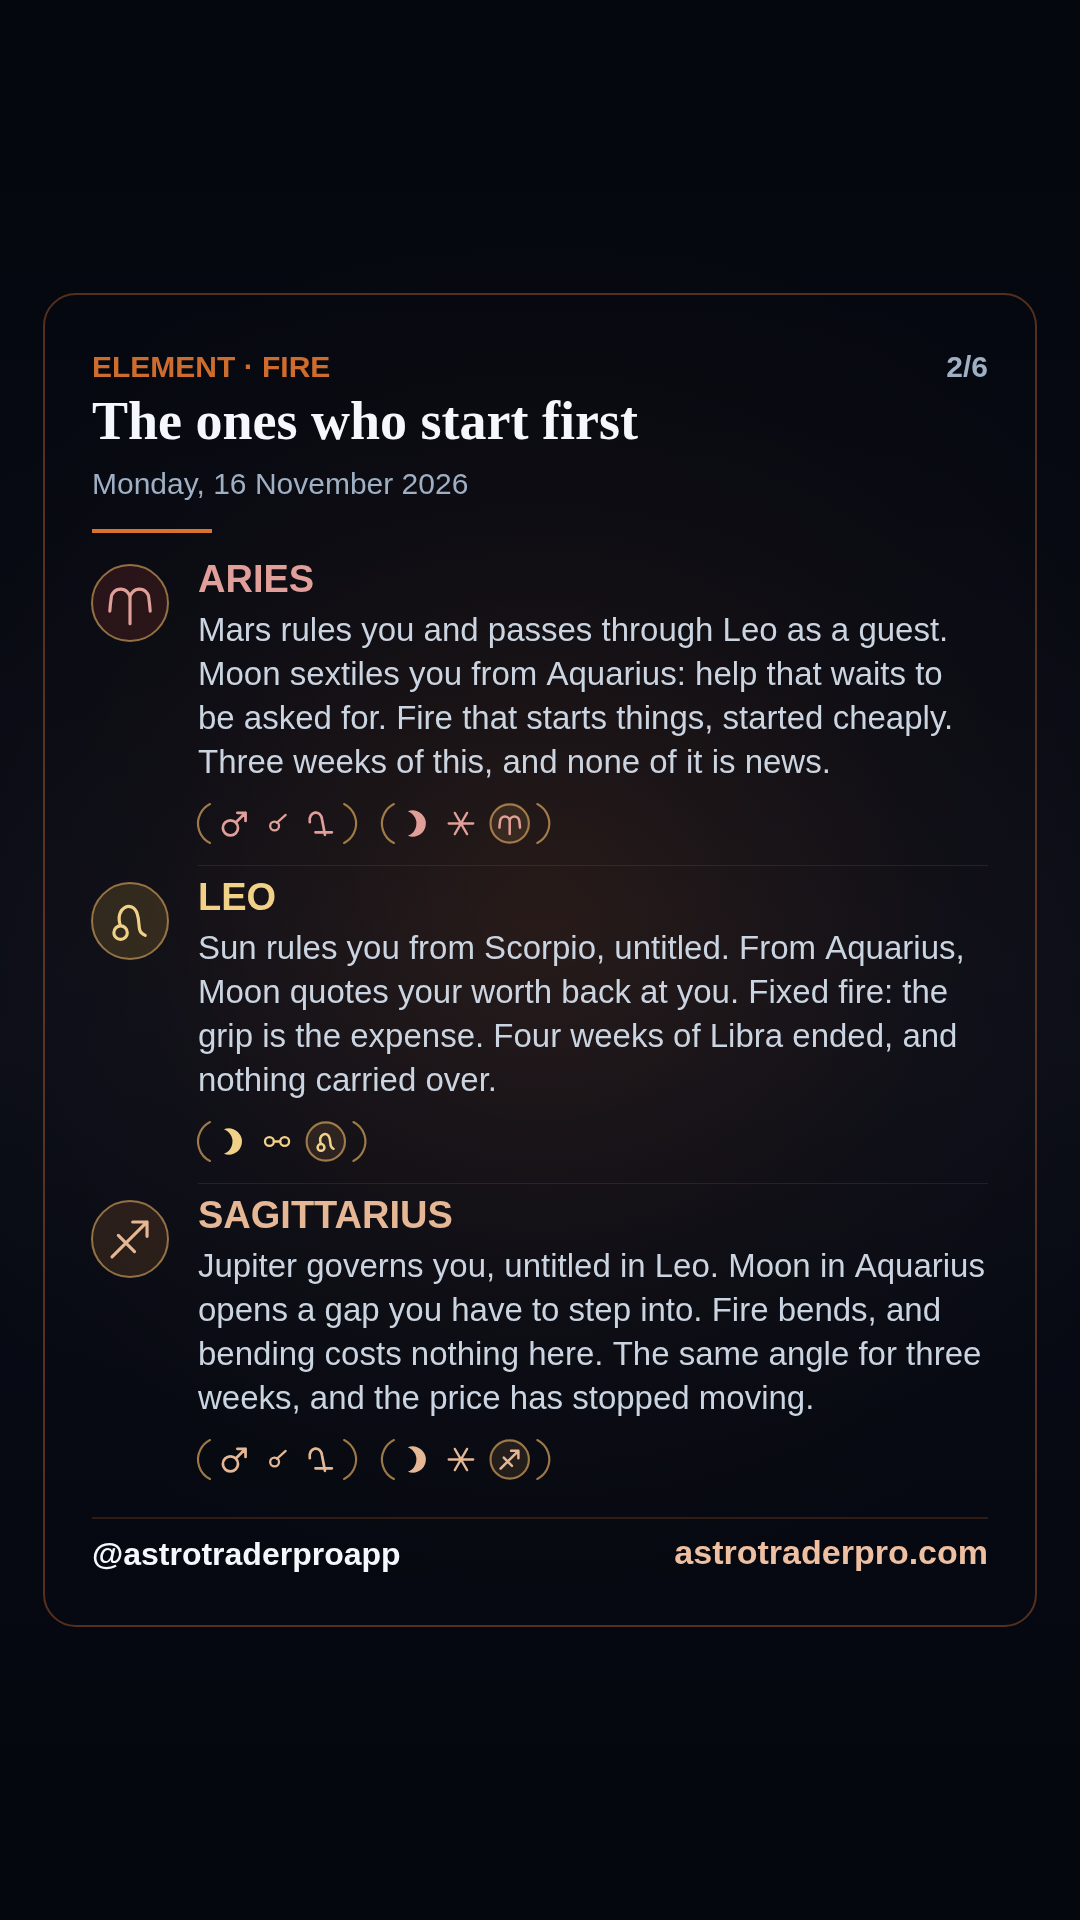 ELEMENT · FIRE
2/6
The ones who start first
Monday, 16 November 2026
ARIES
Mars rules you and passes through Leo as a guest.
Moon sextiles you from Aquarius: help that waits to
be asked for. Fire that starts things, started cheaply.
Three weeks of this, and none of it is news.
LEO
Sun rules you from Scorpio, untitled. From Aquarius,
Moon quotes your worth back at you. Fixed fire: the
grip is the expense. Four weeks of Libra ended, and
nothing carried over.
SAGITTARIUS
Jupiter governs you, untitled in Leo. Moon in Aquarius
opens a gap you have to step into. Fire bends, and
bending costs nothing here. The same angle for three
weeks, and the price has stopped moving.
@astrotraderproapp
astrotraderpro.com